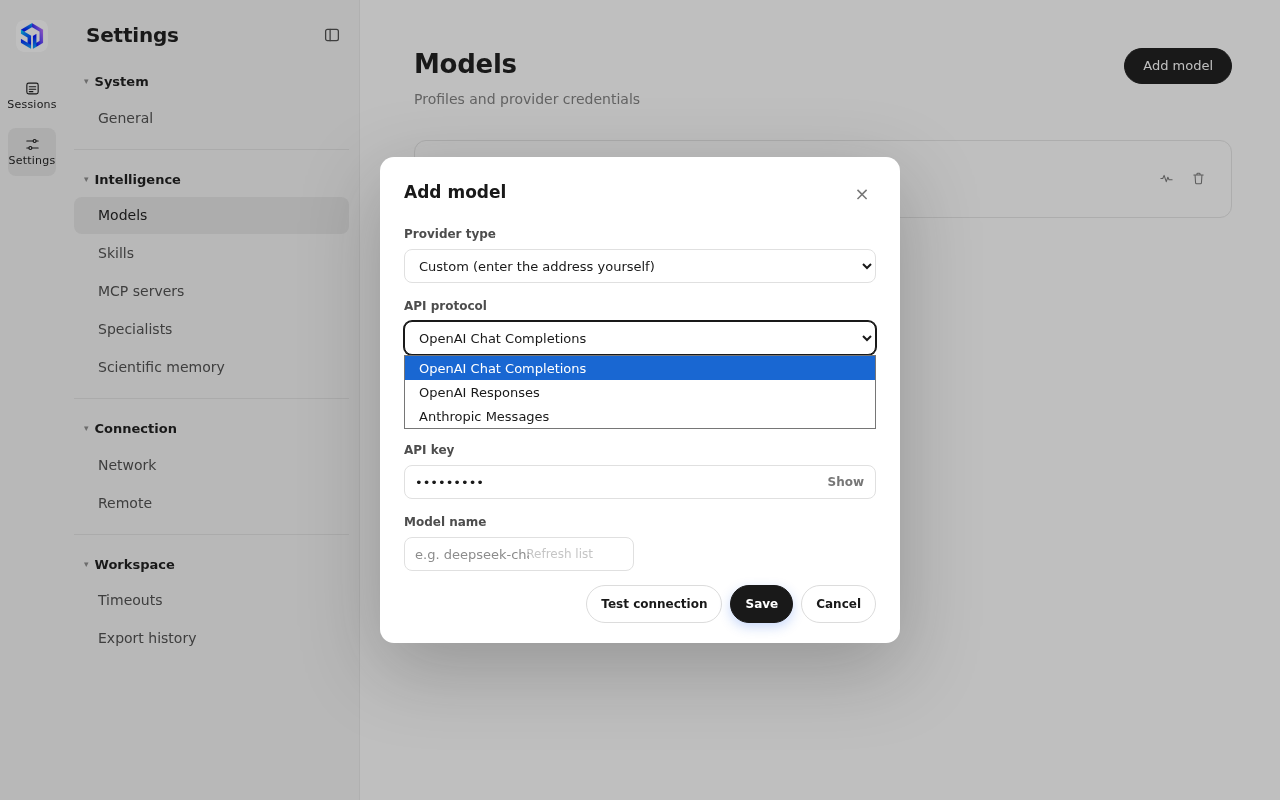 Settings
Sessions
Settings
System
General
Intelligence
Models
Skills
MCP servers
Specialists
Scientific memory
Connection
Network
Remote
Workspace
Timeouts
Export history
Models
Add model
Profiles and provider credentials
Add model
Provider type
Custom (enter the address yourself)
API protocol
OpenAI Chat Completions
OpenAI Chat Completions
OpenAI Responses
Anthropic Messages
API key
•••••••••
Show
Model name
e.g. deepseek-ch
Refresh list
Test connection
Save
Cancel